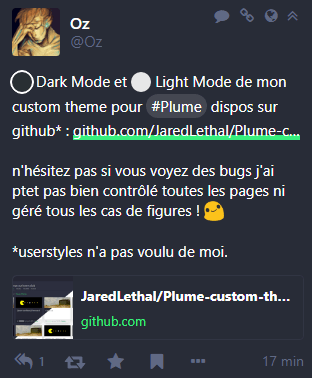 Oz
@Oz
Dark Mode et Light Mode de mon
custom theme pour #Plume dispos sur
github* : github.com/JaredLethal/Plume-c...
n'hésitez pas si vous voyez des bugs j'ai
ptet pas bien contrôlé toutes les pages ni
géré tous les cas de figures !
*userstyles n'a pas voulu de moi.
JaredLethal/Plume-custom-th...
github.com
1
17 min